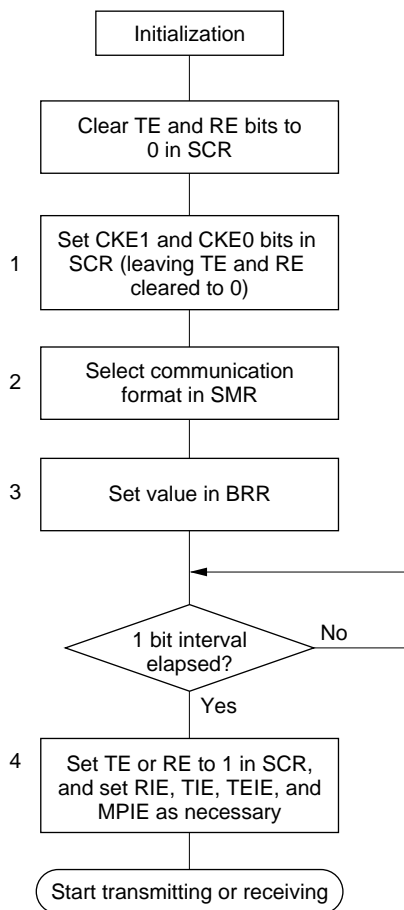 Initialization
Clear TE and RE bits to
0 in SCR
1
Set CKE1 and CKE0 bits in
SCR (leaving TE and RE
cleared to 0)
2
Select communication
format in SMR
3
Set value in BRR
1 bit interval
elapsed?
No
Yes
4
Set TE or RE to 1 in SCR,
and set RIE, TIE, TEIE, and
MPIE as necessary
Start transmitting or receiving